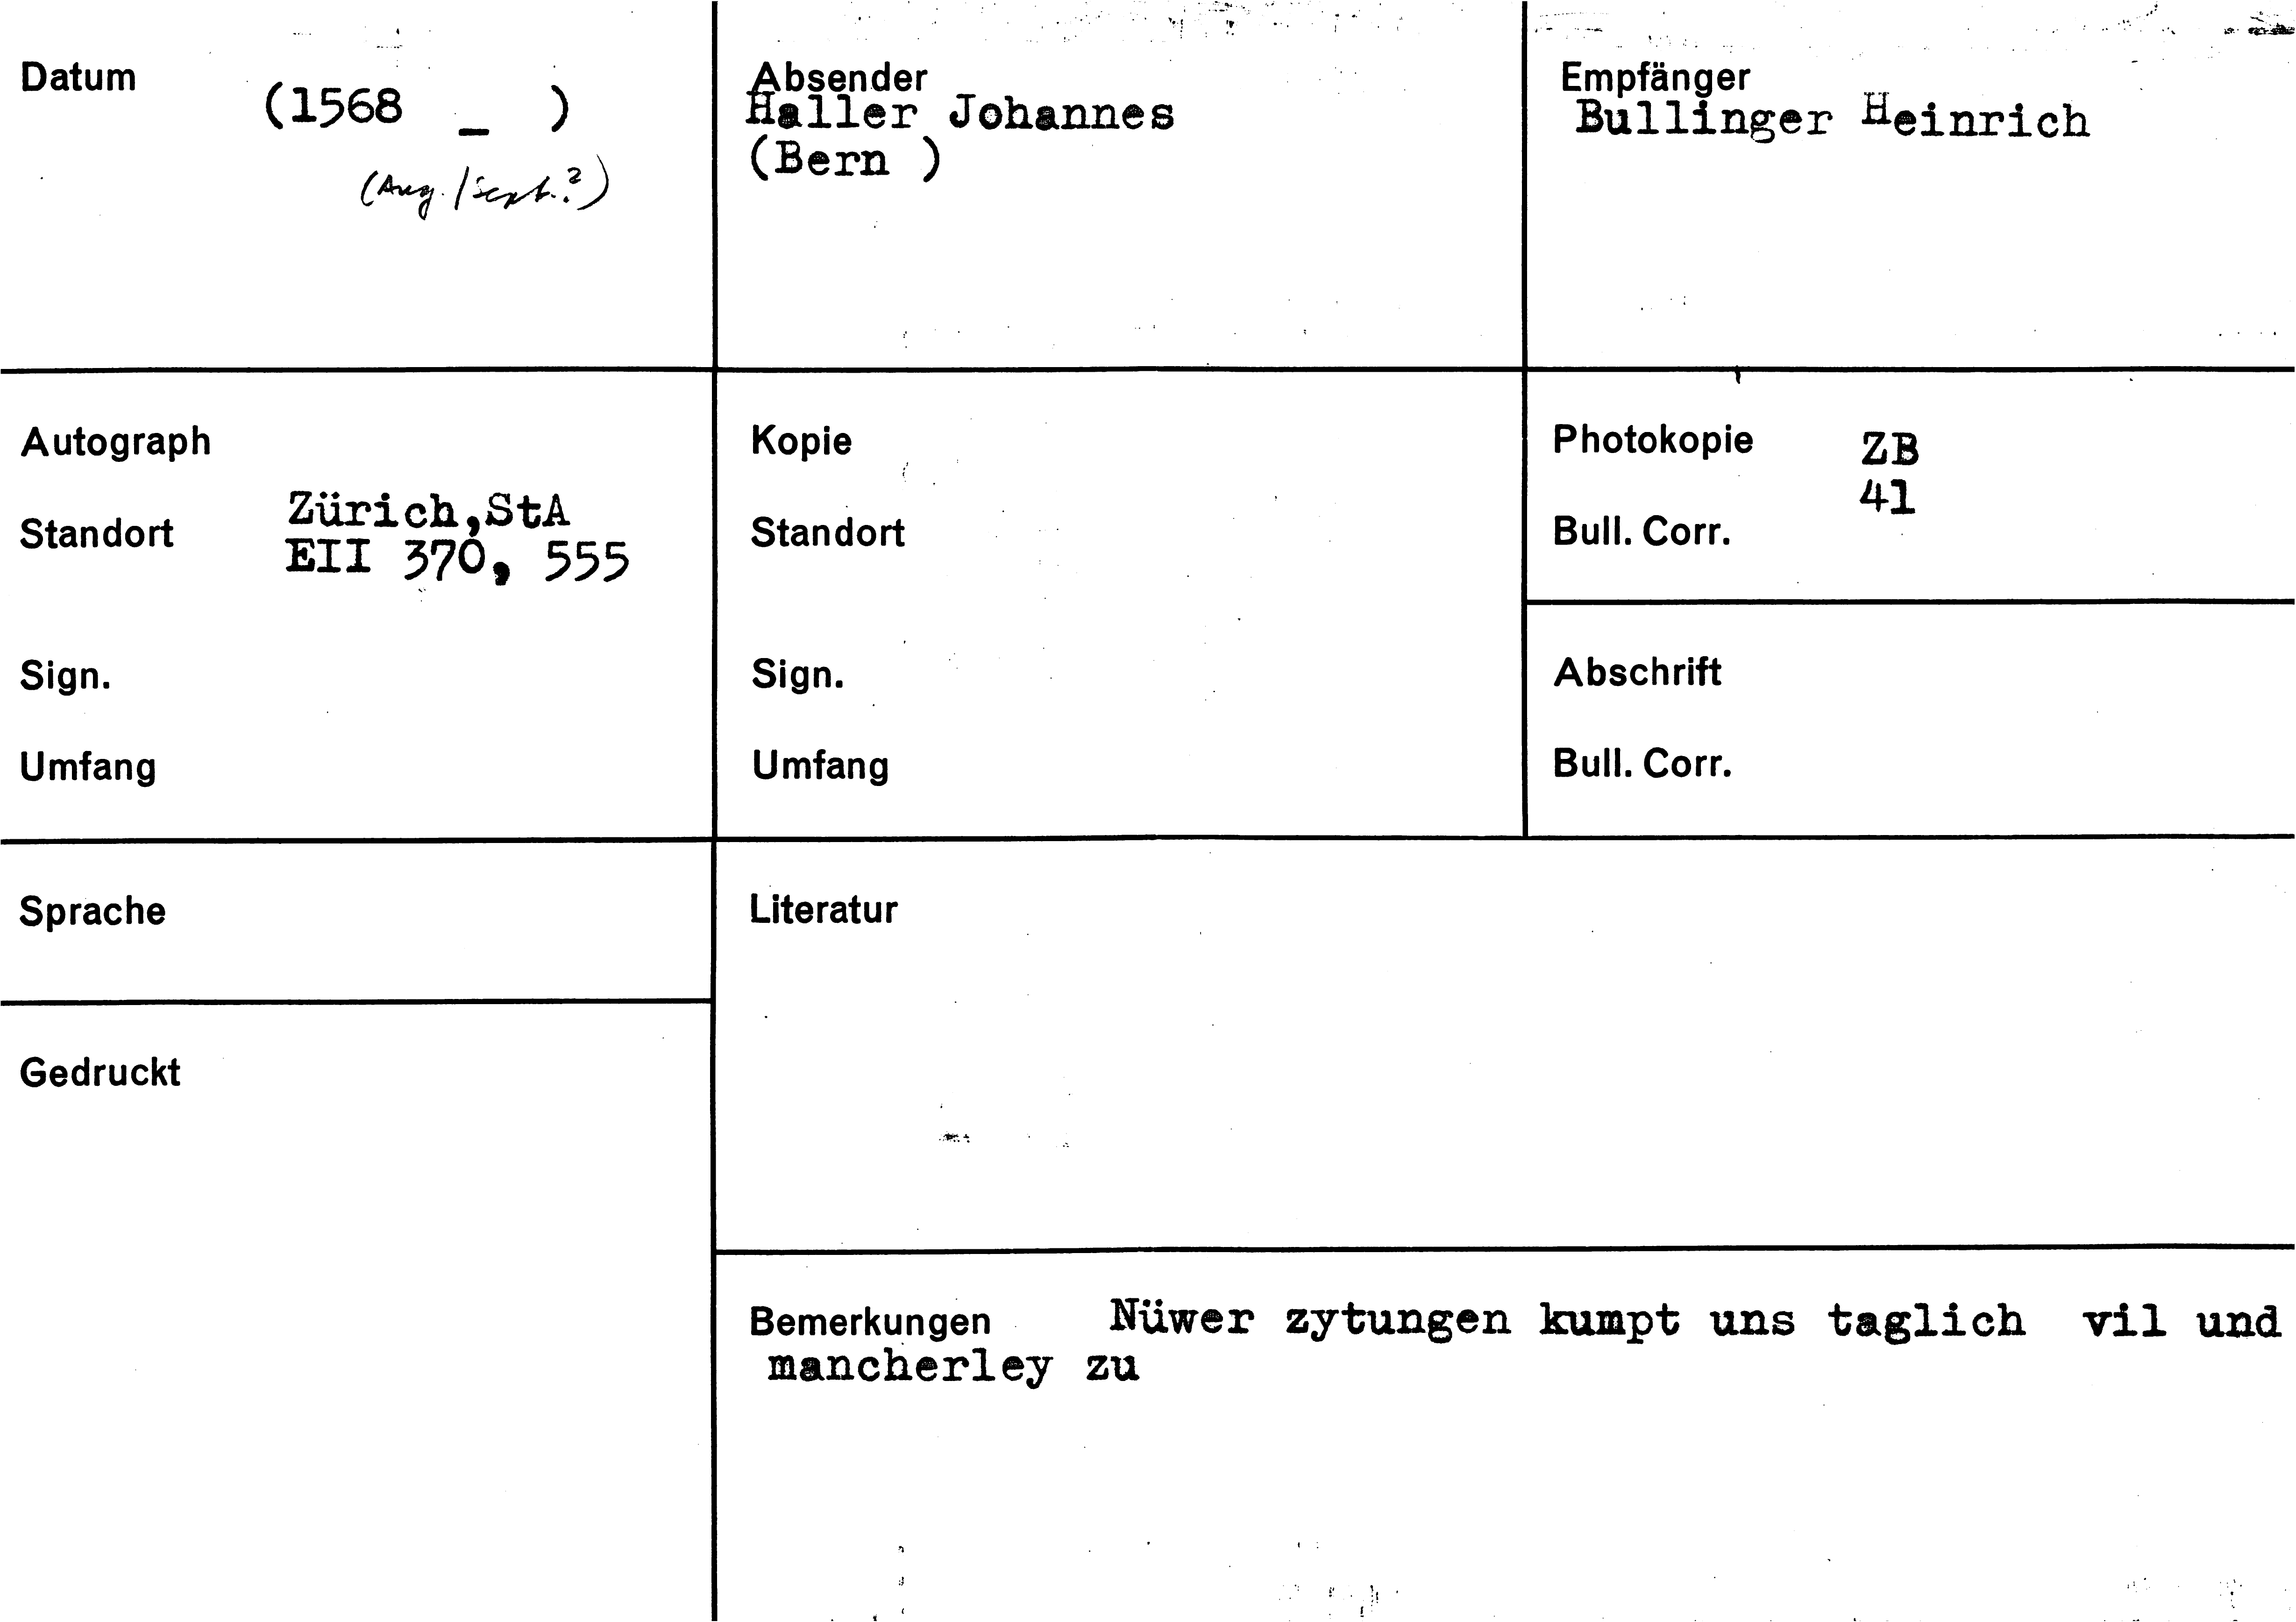 Datum
(1568 _ )
(Aug./Sept.?)
Absender
Haller Johannes
(Bern )
Empfänger
Bullinger Heinrich
Autograph
Standort
Zürich,StA
EII 370, 555
Sign.
Umfang
Kopie
Standort
Sign.
Umfang
Photokopie
ZB
41
Bull. Corr.
Abschrift
Bull. Corr.
Sprache
Gedruckt
Literatur
Bemerkungen Nüwer zytungen kumpt uns taglich vil und
mancherley zu